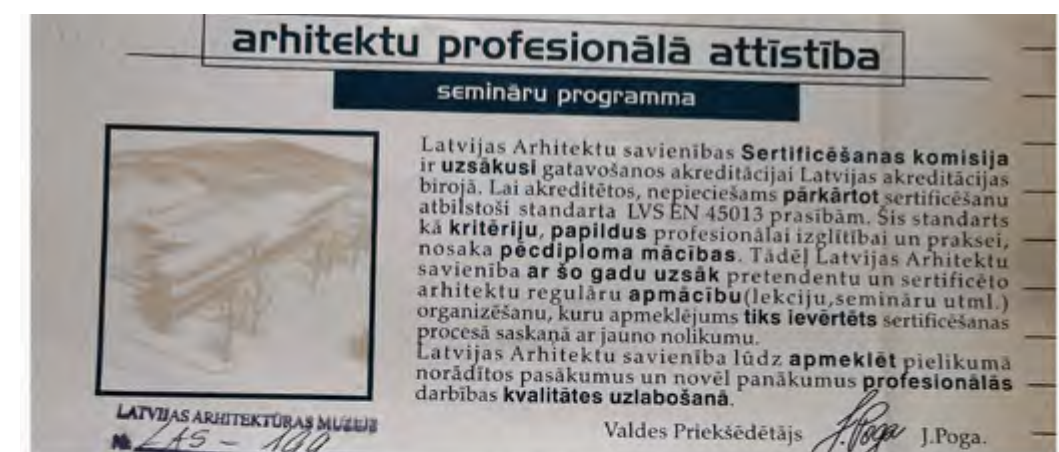 arhitektu profesionālā attīstība
semināru programma
Latvijas Arhitektu savienības Sertificēšanas komisija
ir uzsākusi gatavošanos akreditācijai Latvijas akreditācijas
birojā. Lai akreditētos, nepieciešams pārkārtot sertificēšanu
atbilstoši standarta LVS EN 45013 prasībām. Šis standarts
kā kritēriju, papildus profesionālai izglītībai un praksei,
nosaka pēcdiploma mācības. Tādēļ Latvijas Arhitektu
savienība ar šo gadu uzsāk pretendentu un sertificēto
arhitektu regulāru apmācību(lekciju,semināru utml.)
organizēšanu, kuru apmeklējums tiks ievērtēts sertificēšanas
procesā saskaņā ar jauno nolikumu.
Latvijas Arhitektu savienība lūdz apmeklēt pielikumā
norādītos pasākumus un novēl panākumus profesionālās
darbības kvalitātes uzlabošanā.
Valdes Priekšēdētājs J.Poga J.Poga.
LATVIJAS ARHITEKTŪRAS MUZEJS
№ LAS - 199